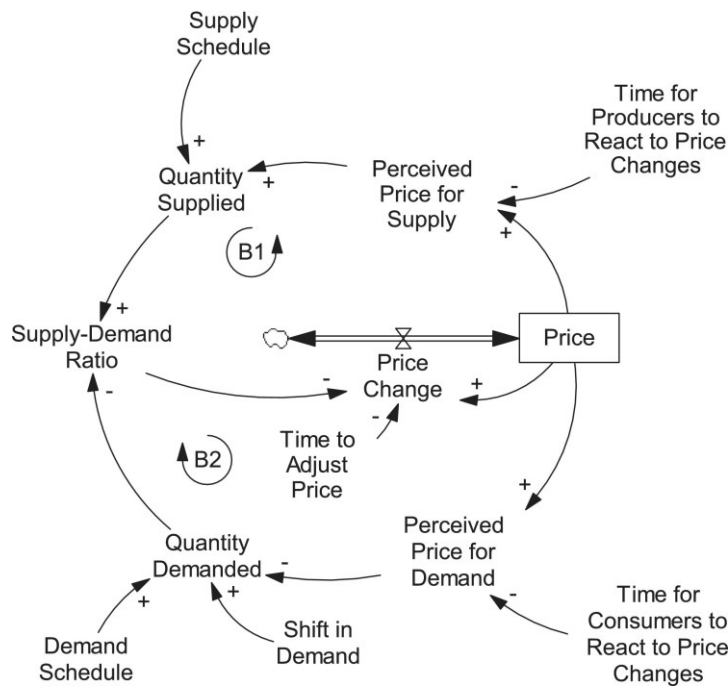 Supply
Schedule
+
Time for
Producers to
React to Price
Changes
-
Quantity
Supplied
+
Perceived
Price for
Supply
+
B1
+
Supply-Demand
Ratio
-
Price
Price
Change
-
+
-
Time to
Adjust
Price
B2
+
Quantity
Demanded
-
Perceived
Price for
Demand
-
+
+
Demand
Schedule
Shift in
Demand
Time for
Consumers to
React to Price
Changes